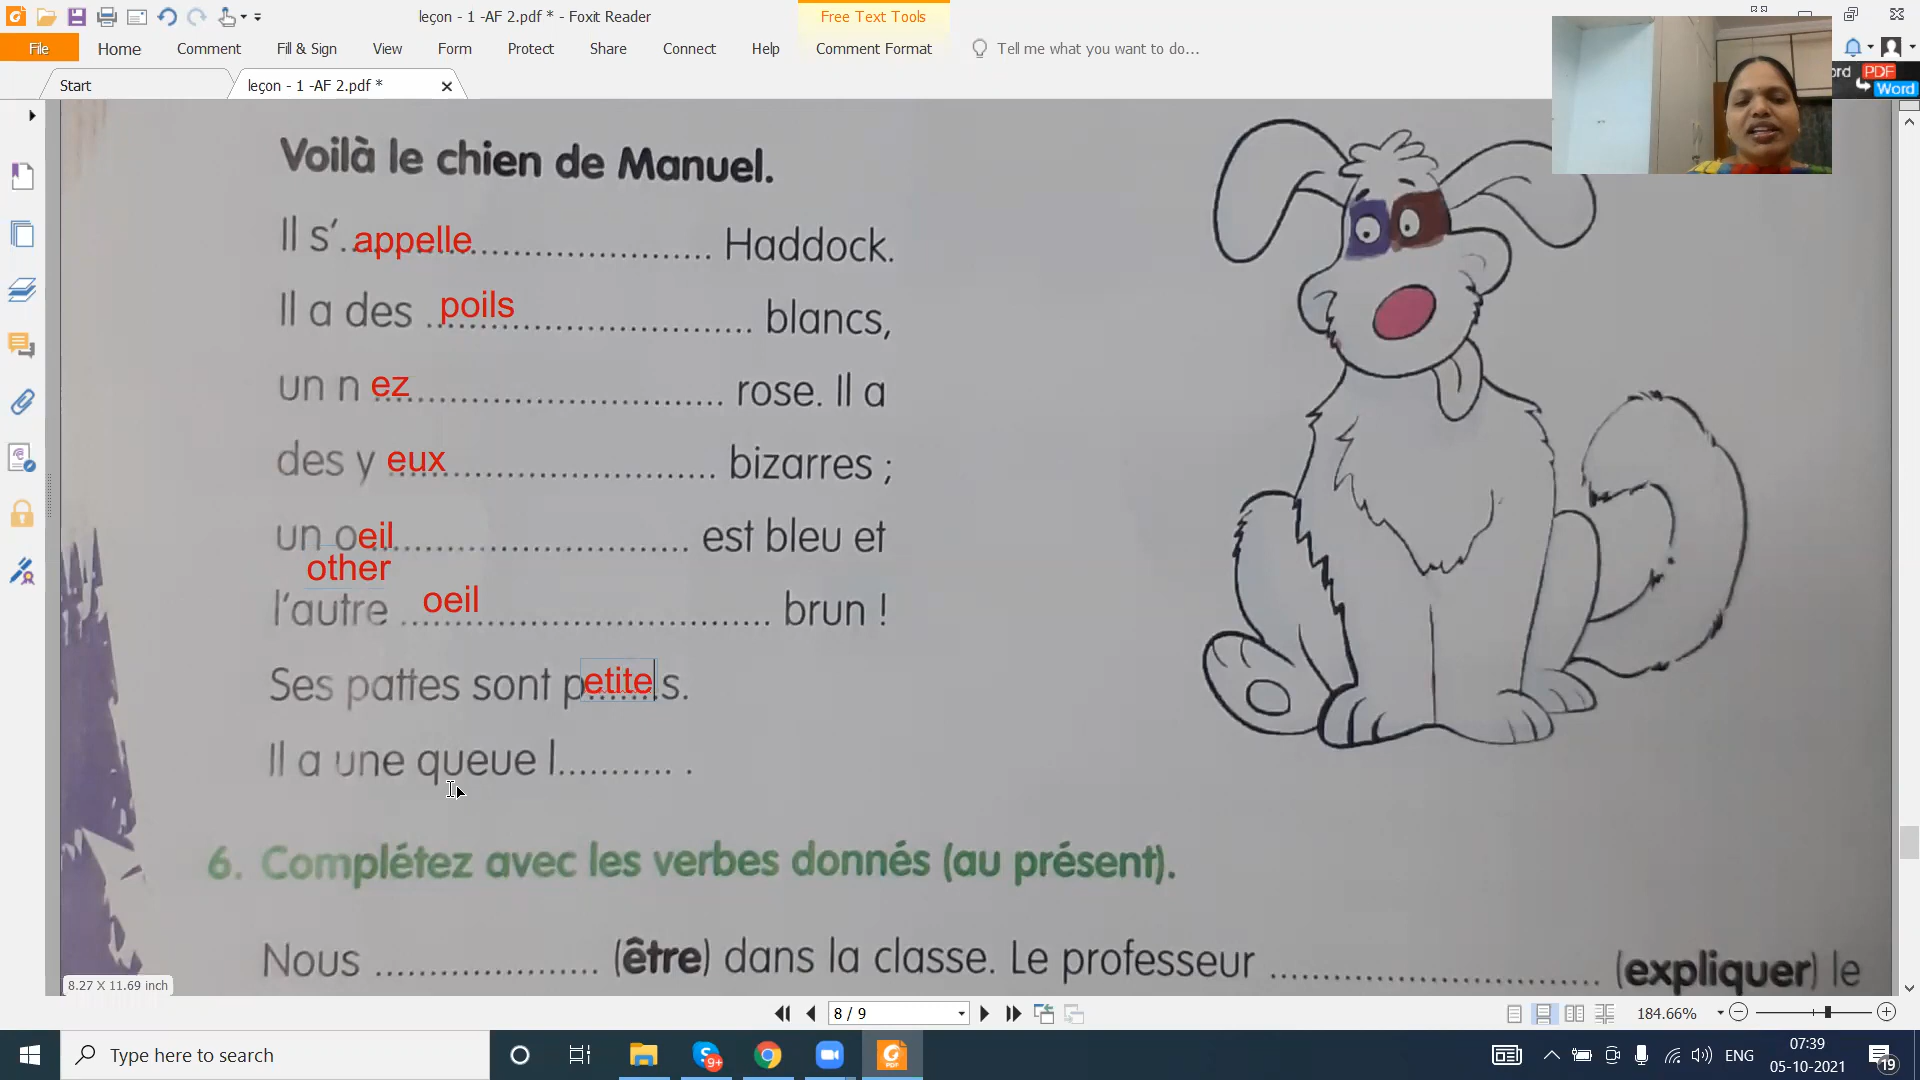 leçon - 1 -AF 2.pdf * - Foxit Reader
Free Text Tools
File Home Comment Fill & Sign View Form Protect Share Connect Help Comment Format Tell me what you want to do...
PDF
Word
Start
leçon - 1 -AF 2.pdf *
Voilà le chien de Manuel.
Il s'. appelle .............................. Haddock.
Il a des poils .............................. blancs,
un n ez .............................. rose. Il a
des y eux .............................. bizarres ;
un oeil .............................. est bleu et
other
l'autre oeil .............................. brun !
Ses pattes sont petites.
Il a une queue l........... .
6. Complétez avec les verbes donnés (au présent).
Nous .................... (être) dans la classe. Le professeur .............................. (expliquer) le
8.27 X 11.69 inch
8 / 9
184.66%
Type here to search
9+
ENG
07:39
05-10-2021
19